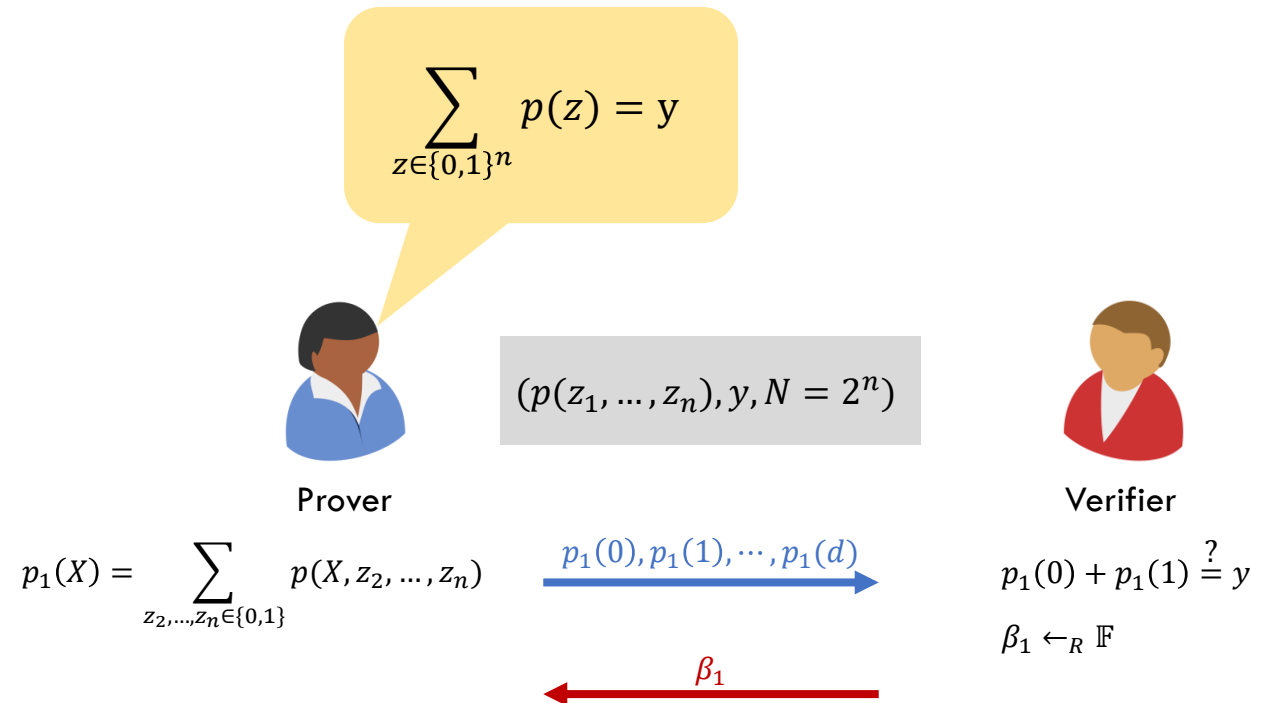 ∑_{z∈{0,1}^n} p(z) = y
(p(z_1, …, z_n), y, N = 2^n)
Prover
Verifier
p_1(X) = ∑_{z_2,…,z_n∈{0,1}} p(X, z_2, …, z_n)
p_1(0), p_1(1), ⋯, p_1(d)
p_1(0) + p_1(1) ≟ y
β_1 ←_R 𝔽
β_1